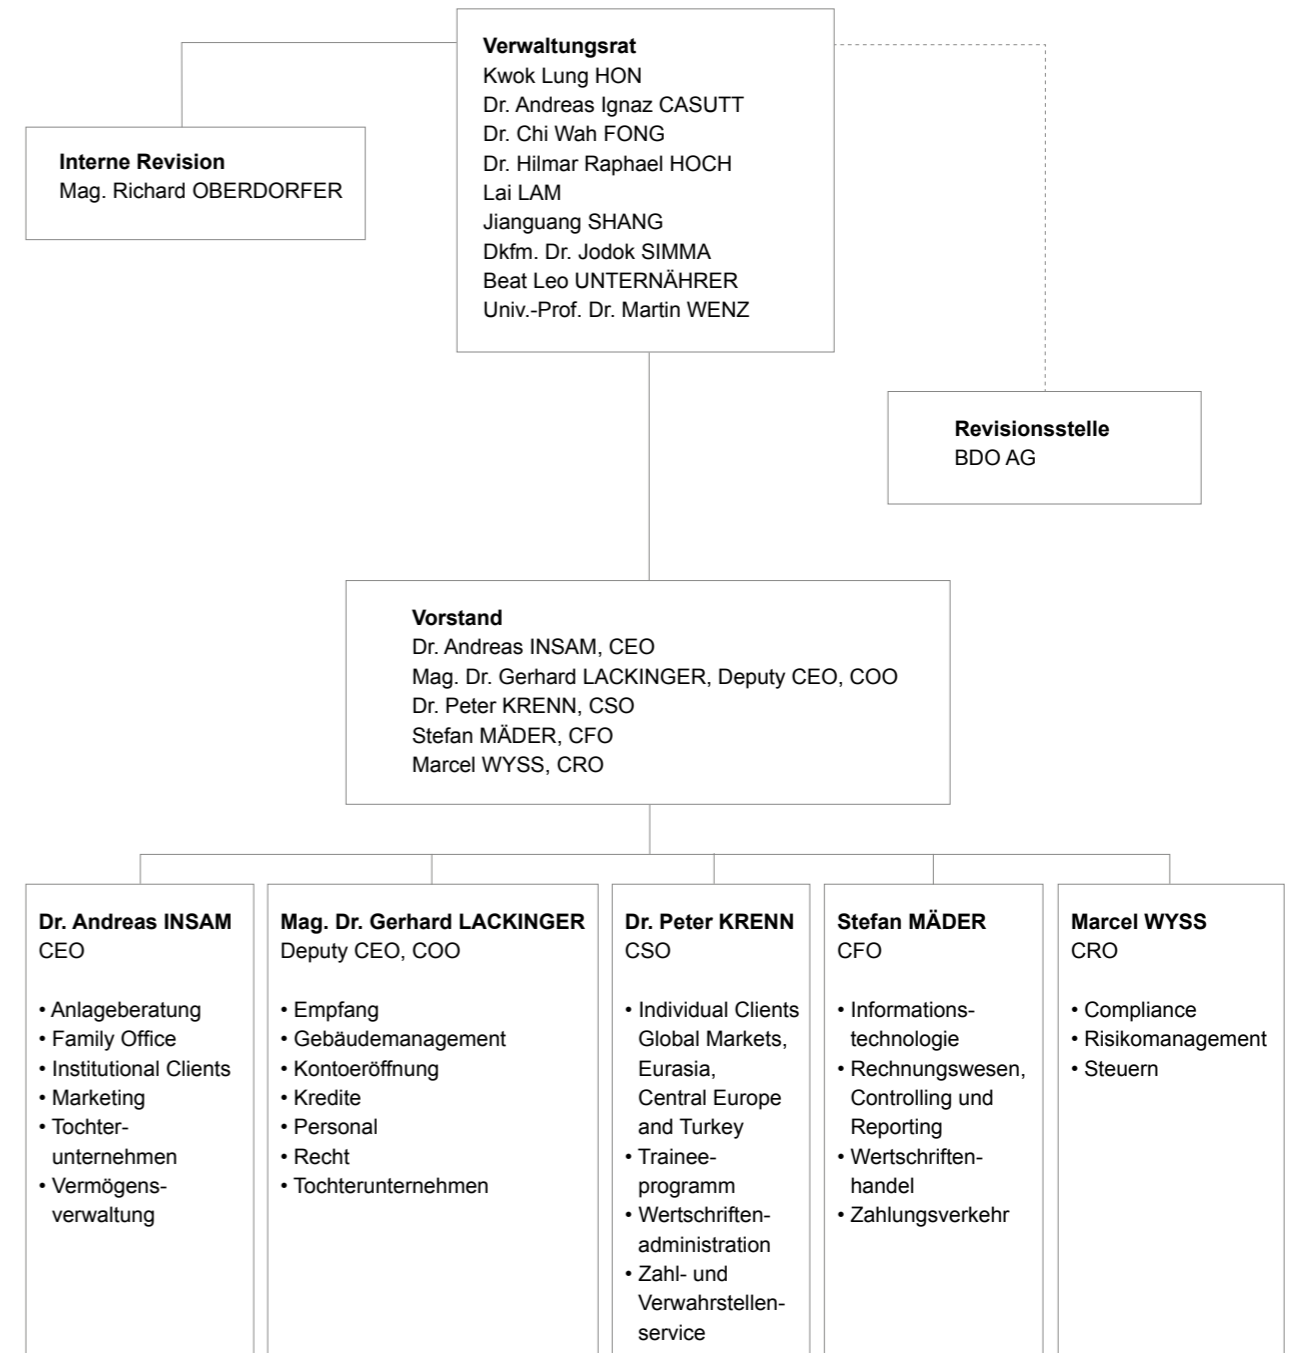 Verwaltungsrat
Kwok Lung HON
Dr. Andreas Ignaz CASUTT
Dr. Chi Wah FONG
Dr. Hilmar Raphael HOCH
Lai LAM
Jianguang SHANG
Dkfm. Dr. Jodok SIMMA
Beat Leo UNTERNÄHRER
Univ.-Prof. Dr. Martin WENZ
Interne Revision
Mag. Richard OBERDORFER
Revisionsstelle
BDO AG
Vorstand
Dr. Andreas INSAM, CEO
Mag. Dr. Gerhard LACKINGER, Deputy CEO, COO
Dr. Peter KRENN, CSO
Stefan MÄDER, CFO
Marcel WYSS, CRO
Dr. Andreas INSAM
CEO
• Anlageberatung
• Family Office
• Institutional Clients
• Marketing
• Tochter-
unternehmen
• Vermögens-
verwaltung
Mag. Dr. Gerhard LACKINGER
Deputy CEO, COO
• Empfang
• Gebäudemanagement
• Kontoeröffnung
• Kredite
• Personal
• Recht
• Tochterunternehmen
Dr. Peter KRENN
CSO
• Individual Clients
Global Markets,
Eurasia,
Central Europe
and Turkey
• Trainee-
programm
• Wertschriften-
administration
• Zahl- und
Verwahrstellen-
service
Stefan MÄDER
CFO
• Informations-
technologie
• Rechnungswesen,
Controlling und
Reporting
• Wertschriften-
handel
• Zahlungsverkehr
Marcel WYSS
CRO
• Compliance
• Risikomanagement
• Steuern